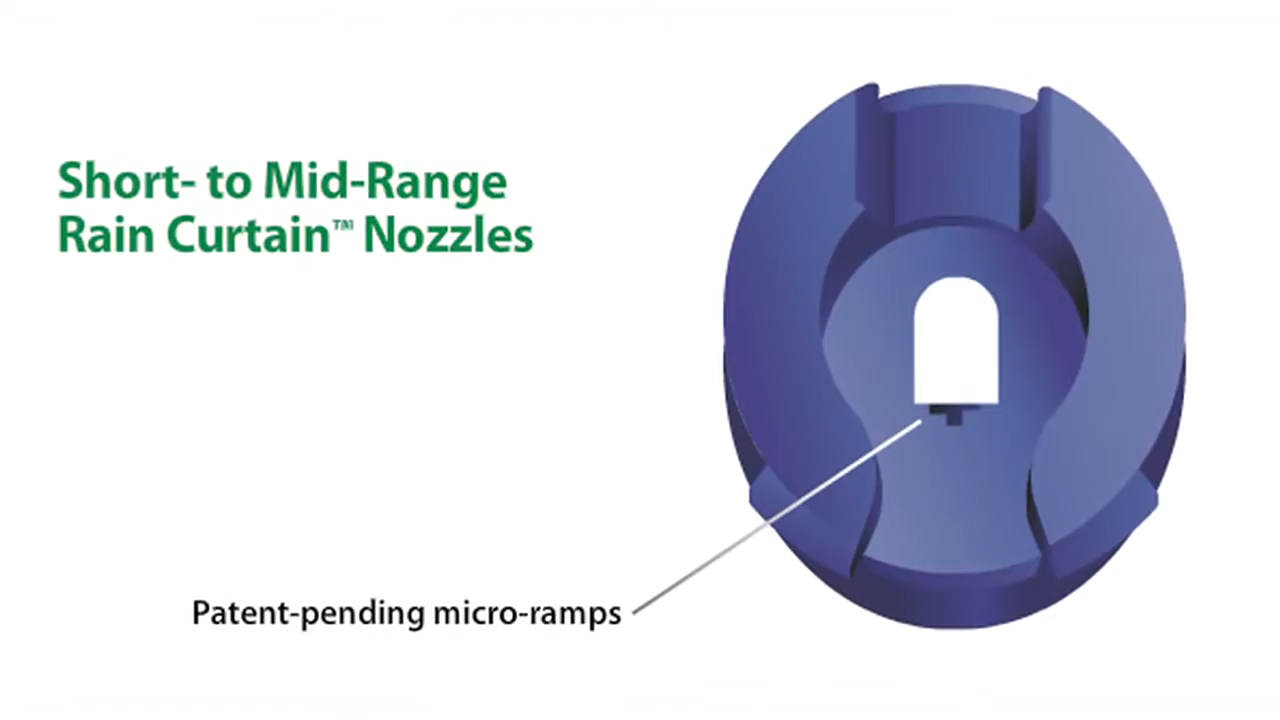 Short- to Mid-Range
Rain Curtain™ Nozzles
Patent-pending micro-ramps